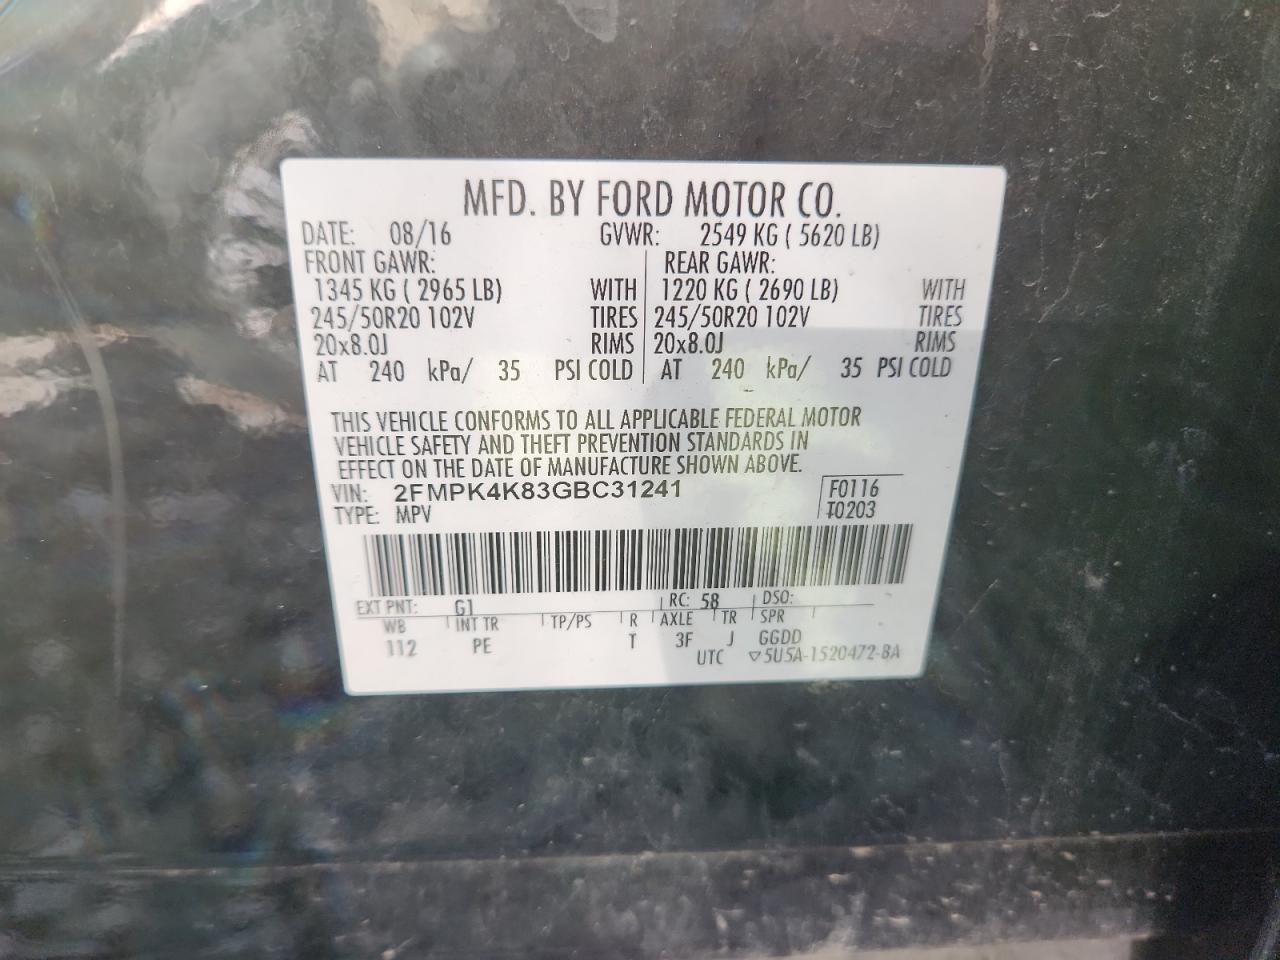 MFD. BY FORD MOTOR CO.
DATE: 08/16 GVWR: 2549 KG ( 5620 LB)
FRONT GAWR: REAR GAWR:
1345 KG ( 2965 LB) WITH 1220 KG ( 2690 LB) WITH
245/50R20 102V TIRES 245/50R20 102V TIRES
20x8.0J RIMS 20x8.0J RIMS
AT 240 kPa/ 35 PSI COLD AT 240 kPa/ 35 PSI COLD
THIS VEHICLE CONFORMS TO ALL APPLICABLE FEDERAL MOTOR
VEHICLE SAFETY AND THEFT PREVENTION STANDARDS IN
EFFECT ON THE DATE OF MANUFACTURE SHOWN ABOVE.
VIN: 2FMPK4K83GBC31241 F0116
TYPE: MPV T0203
EXT PNT: G1 RC: 58 DSO:
WB INT TR TP/PS R AXLE TR SPR
112 PE T 3F J GGDD
UTC ▽5U5A-1520472-BA